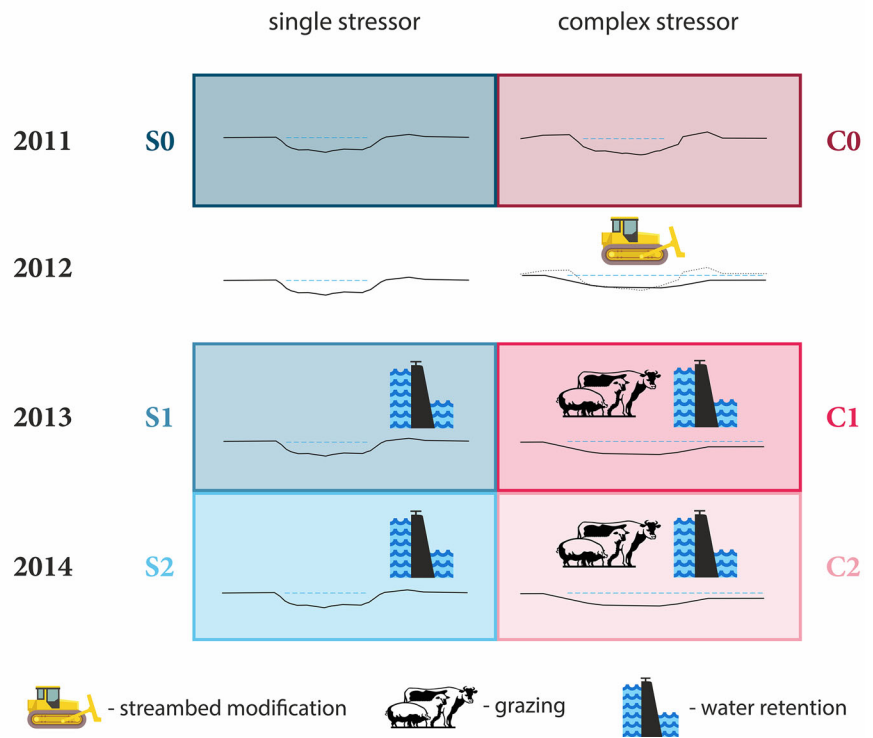 single stressor complex stressor
2011 S0 C0
2012
2013 S1 C1
2014 S2 C2
- streambed modification - grazing - water retention